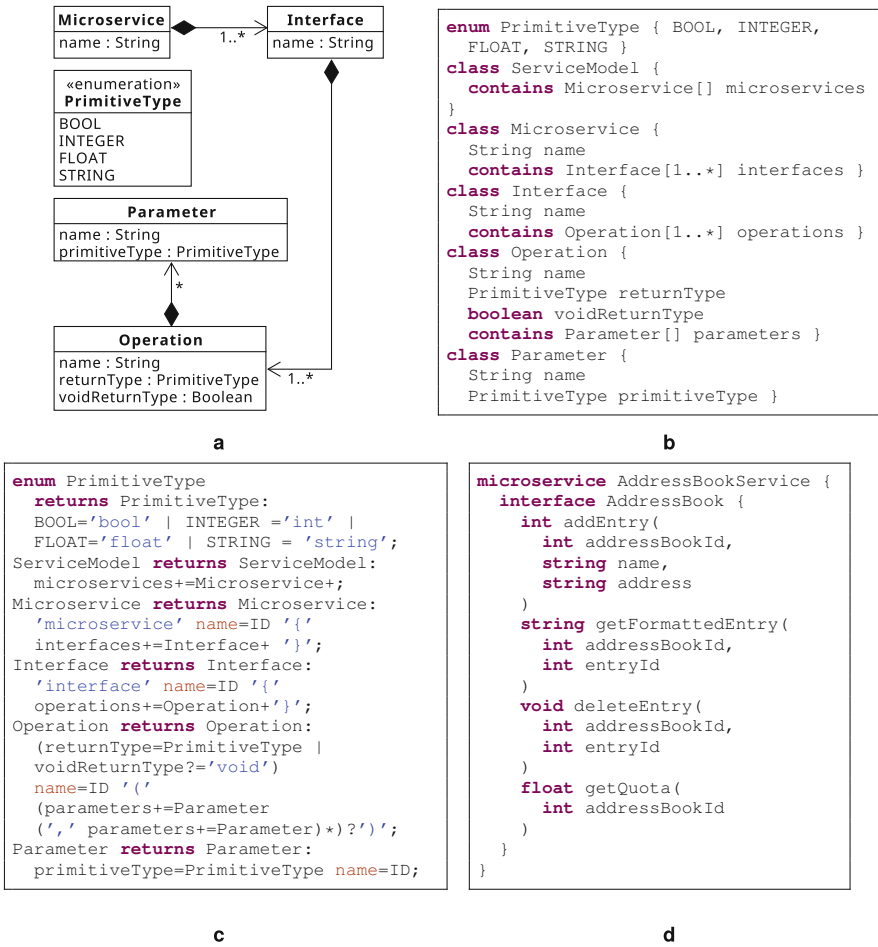 Microservice
name : String
1..*
Interface
name : String
«enumeration»
PrimitiveType
BOOL
INTEGER
FLOAT
STRING
Parameter
name : String
primitiveType : PrimitiveType
*
Operation
name : String
returnType : PrimitiveType
voidReturnType : Boolean
1..*
a
enum PrimitiveType { BOOL, INTEGER,
FLOAT, STRING }
class ServiceModel {
contains Microservice[] microservices
}
class Microservice {
String name
contains Interface[1..*] interfaces }
class Interface {
String name
contains Operation[1..*] operations }
class Operation {
String name
PrimitiveType returnType
boolean voidReturnType
contains Parameter[] parameters }
class Parameter {
String name
PrimitiveType primitiveType }
b
enum PrimitiveType
returns PrimitiveType:
BOOL='bool' | INTEGER ='int' |
FLOAT='float' | STRING = 'string';
ServiceModel returns ServiceModel:
microservices+=Microservice+;
Microservice returns Microservice:
'microservice' name=ID '{'
interfaces+=Interface+ '}';
Interface returns Interface:
'interface' name=ID '{'
operations+=Operation+'}';
Operation returns Operation:
(returnType=PrimitiveType |
voidReturnType?='void')
name=ID '('
(parameters+=Parameter
(',' parameters+=Parameter)*)?')';
Parameter returns Parameter:
primitiveType=PrimitiveType name=ID;
c
microservice AddressBookService {
interface AddressBook {
int addEntry(
int addressBookId,
string name,
string address
)
string getFormattedEntry(
int addressBookId,
int entryId
)
void deleteEntry(
int addressBookId,
int entryId
)
float getQuota(
int addressBookId
)
}
}
d